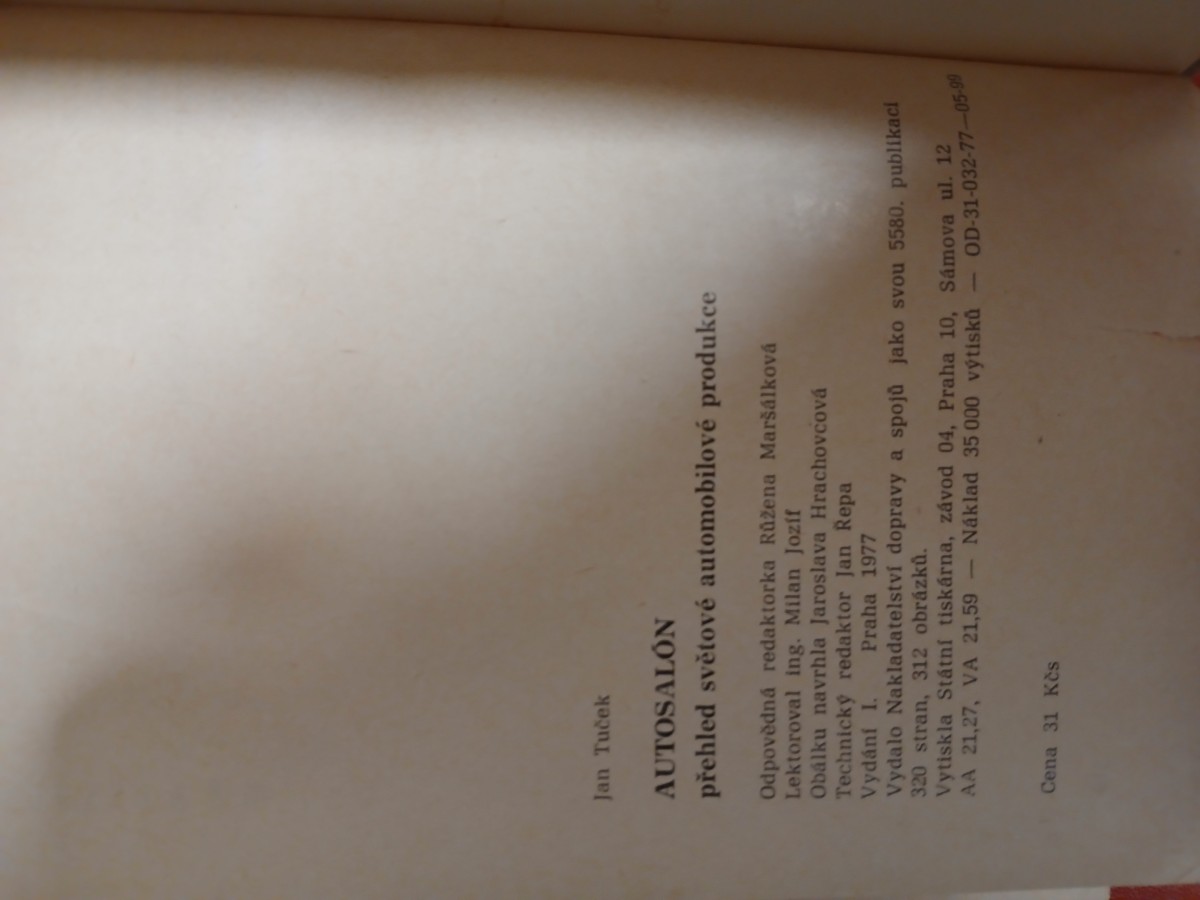 Jan Tuček
AUTOSALÓN
přehled světové automobilové produkce
Odpovědná redaktorka Růžena Maršálková
Lektoroval ing. Milan Jozíf
Obálku navrhla Jaroslava Hrachovcová
Technický redaktor Jan Řepa
Vydání I. Praha 1977
Vydalo Nakladatelství dopravy a spojů jako svou 5580. publikaci
320 stran, 312 obrázků.
Vytiskla Státní tiskárna, závod 04, Praha 10, Sámova ul. 12
AA 21,27, VA 21,59 — Náklad 35 000 výtisků — OD-31-032-77—05-99
Cena 31 Kčs